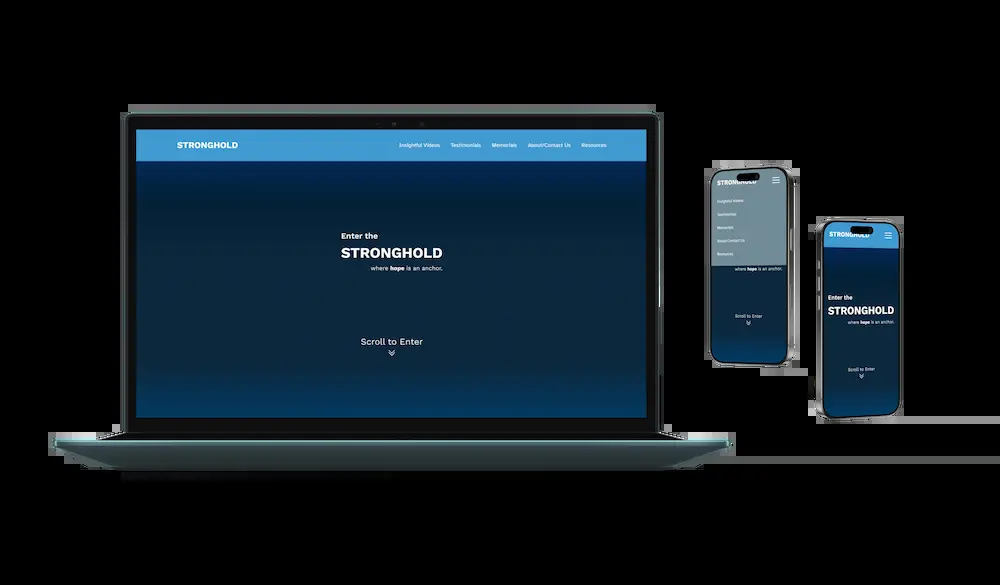 STRONGHOLD
Insightful Videos Testimonials Memorials About/Contact Us Resources
Enter the
STRONGHOLD
where hope is an anchor.
Scroll to Enter
STRONGHOLD
Insightful Videos
Testimonials
Memorials
About/Contact Us
Resources
where hope is an anchor.
Scroll to Enter
STRONGHOLD
Enter the
STRONGHOLD
where hope is an anchor.
Scroll to Enter